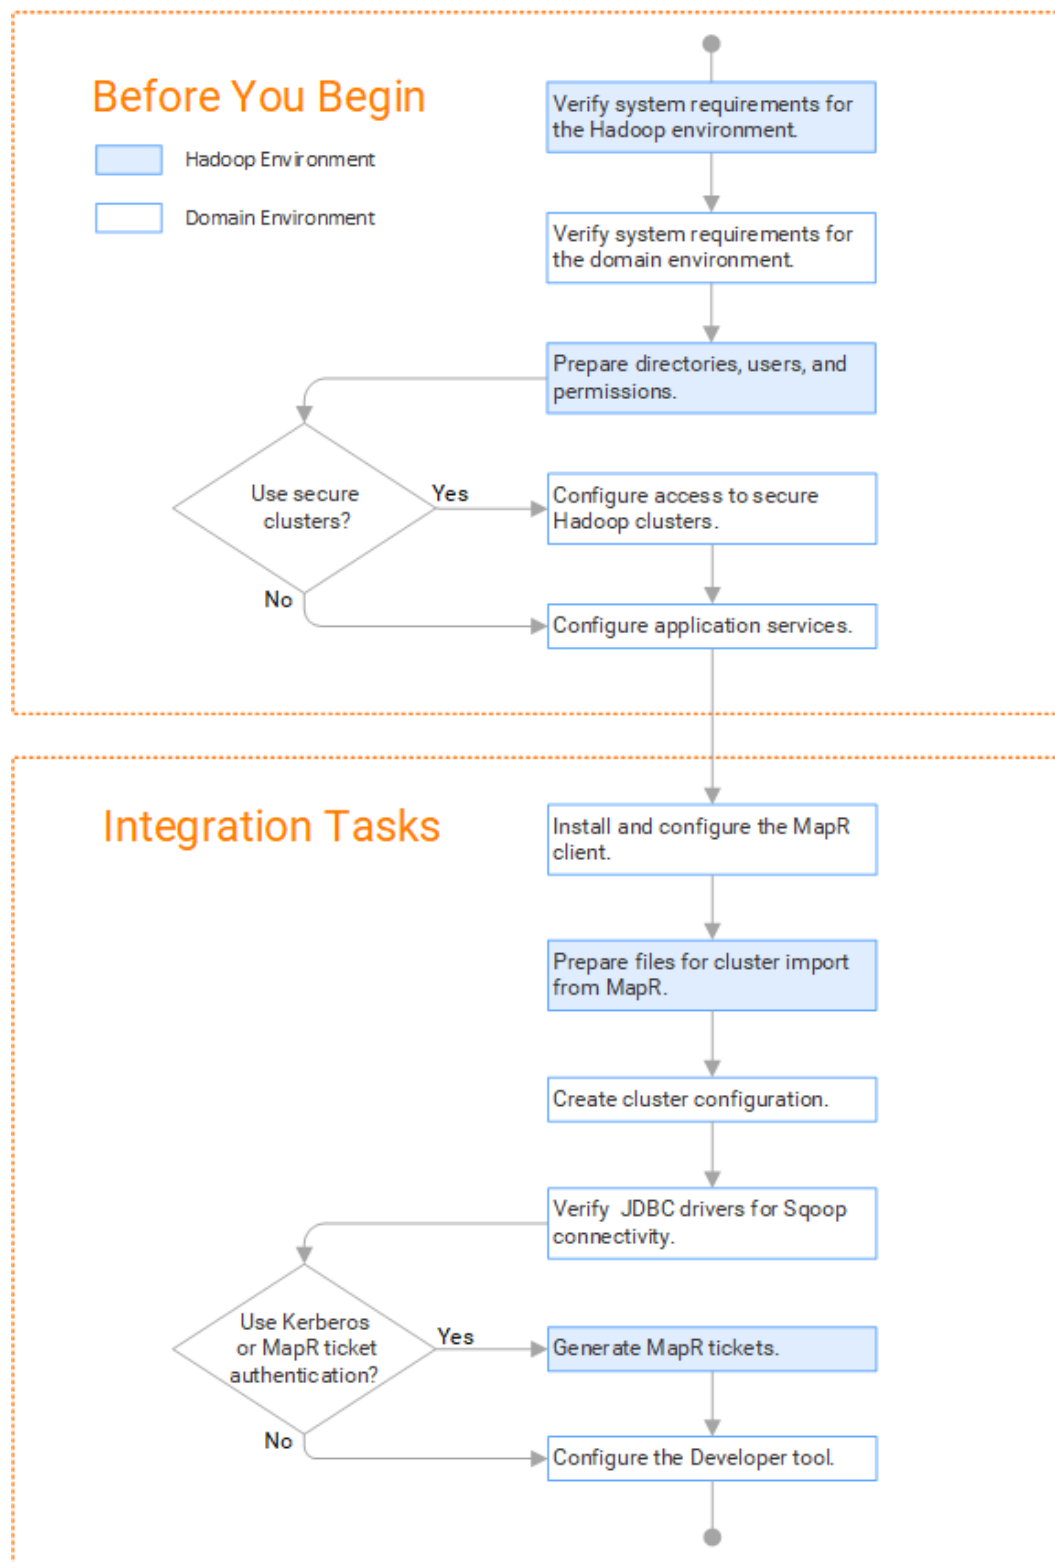 Before You Begin
Hadoop Environment
Domain Environment
Verify system requirements for
the Hadoop environment.
Verify system requirements for
the domain environment.
Prepare directories, users, and
permissions.
Use secure
clusters?
Yes
No
Configure access to secure
Hadoop clusters.
Configure application services.
Integration Tasks
Install and configure the MapR
client.
Prepare files for cluster import
from MapR.
Create cluster configuration.
Verify JDBC drivers for Sqoop
connectivity.
Use Kerberos
or MapR ticket
authentication?
Yes
No
Generate MapR tickets.
Configure the Developer tool.